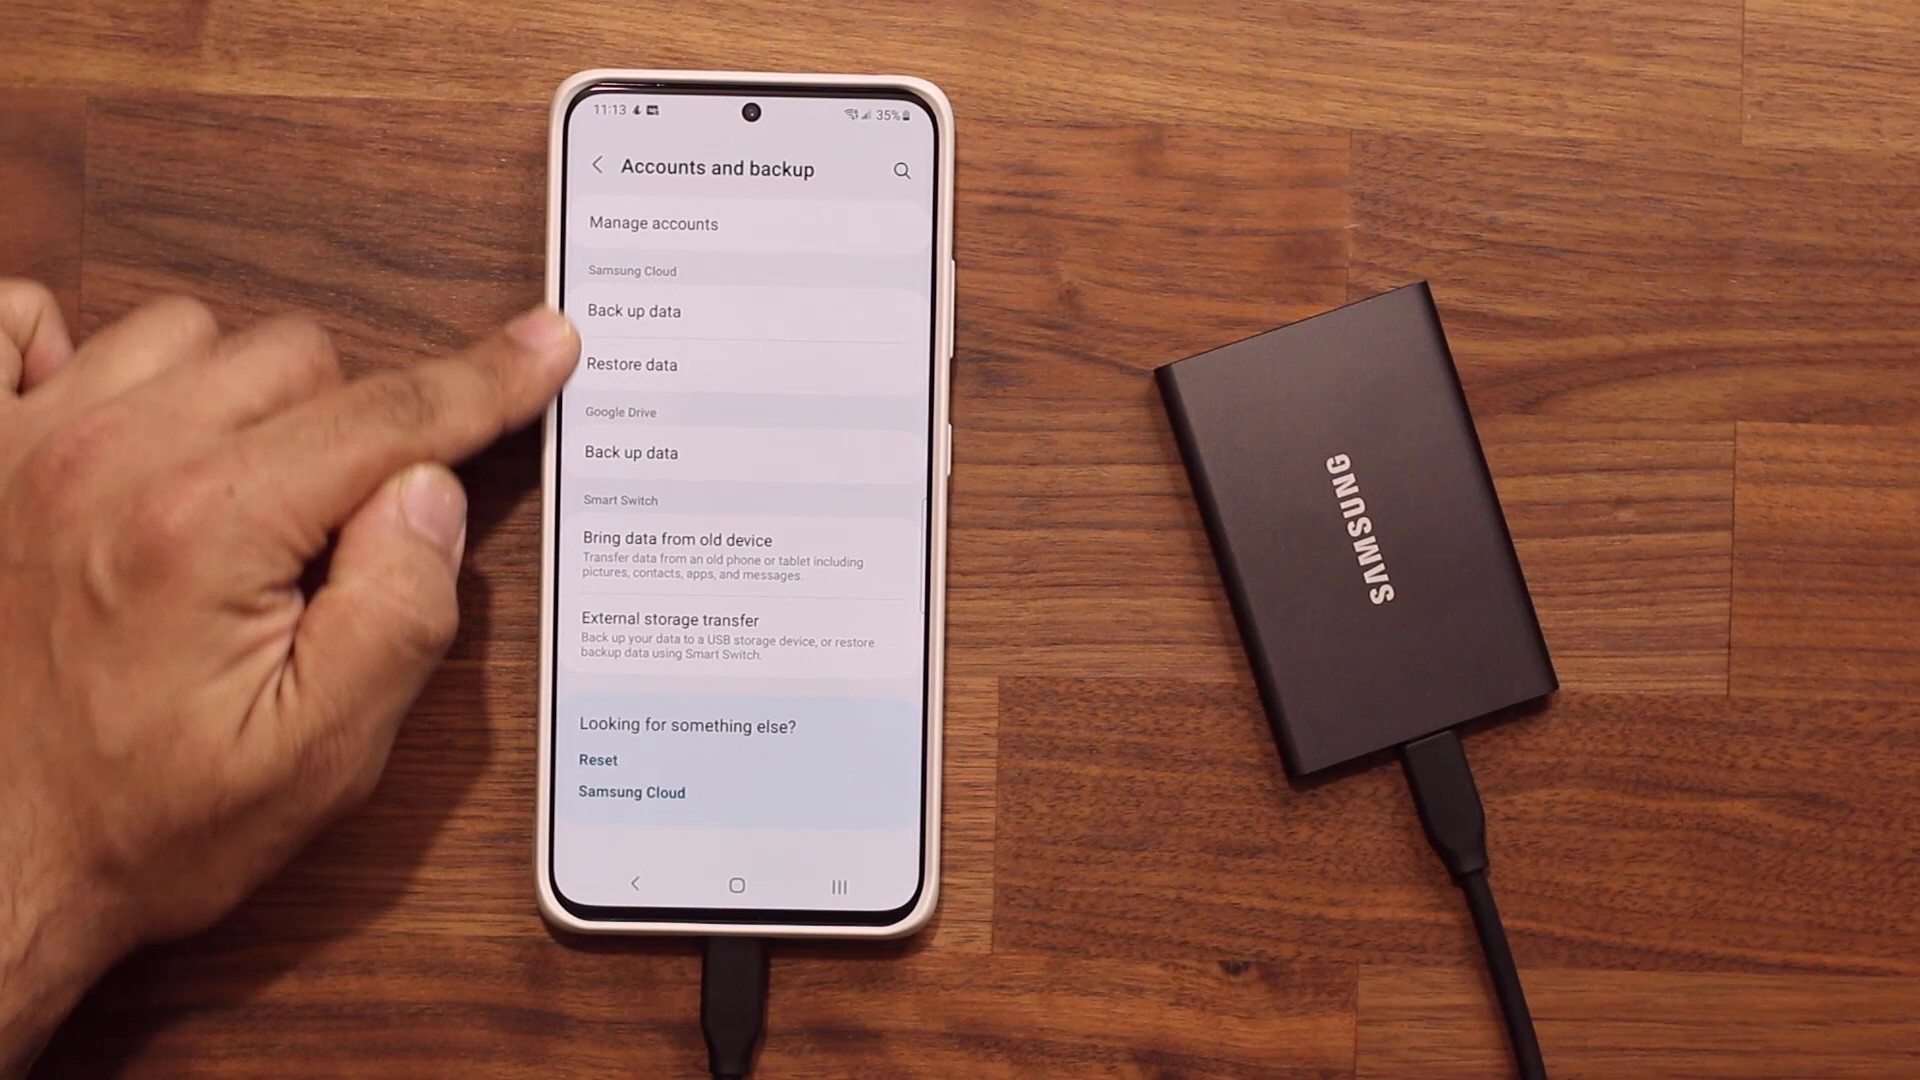 11:13
35%
Accounts and backup
Manage accounts
Samsung Cloud
Back up data
Restore data
Google Drive
Back up data
Smart Switch
Bring data from old device
Transfer data from an old phone or tablet including
pictures, contacts, apps, and messages.
External storage transfer
Back up your data to a USB storage device, or restore
backup data using Smart Switch.
Looking for something else?
Reset
Samsung Cloud
SAMSUNG